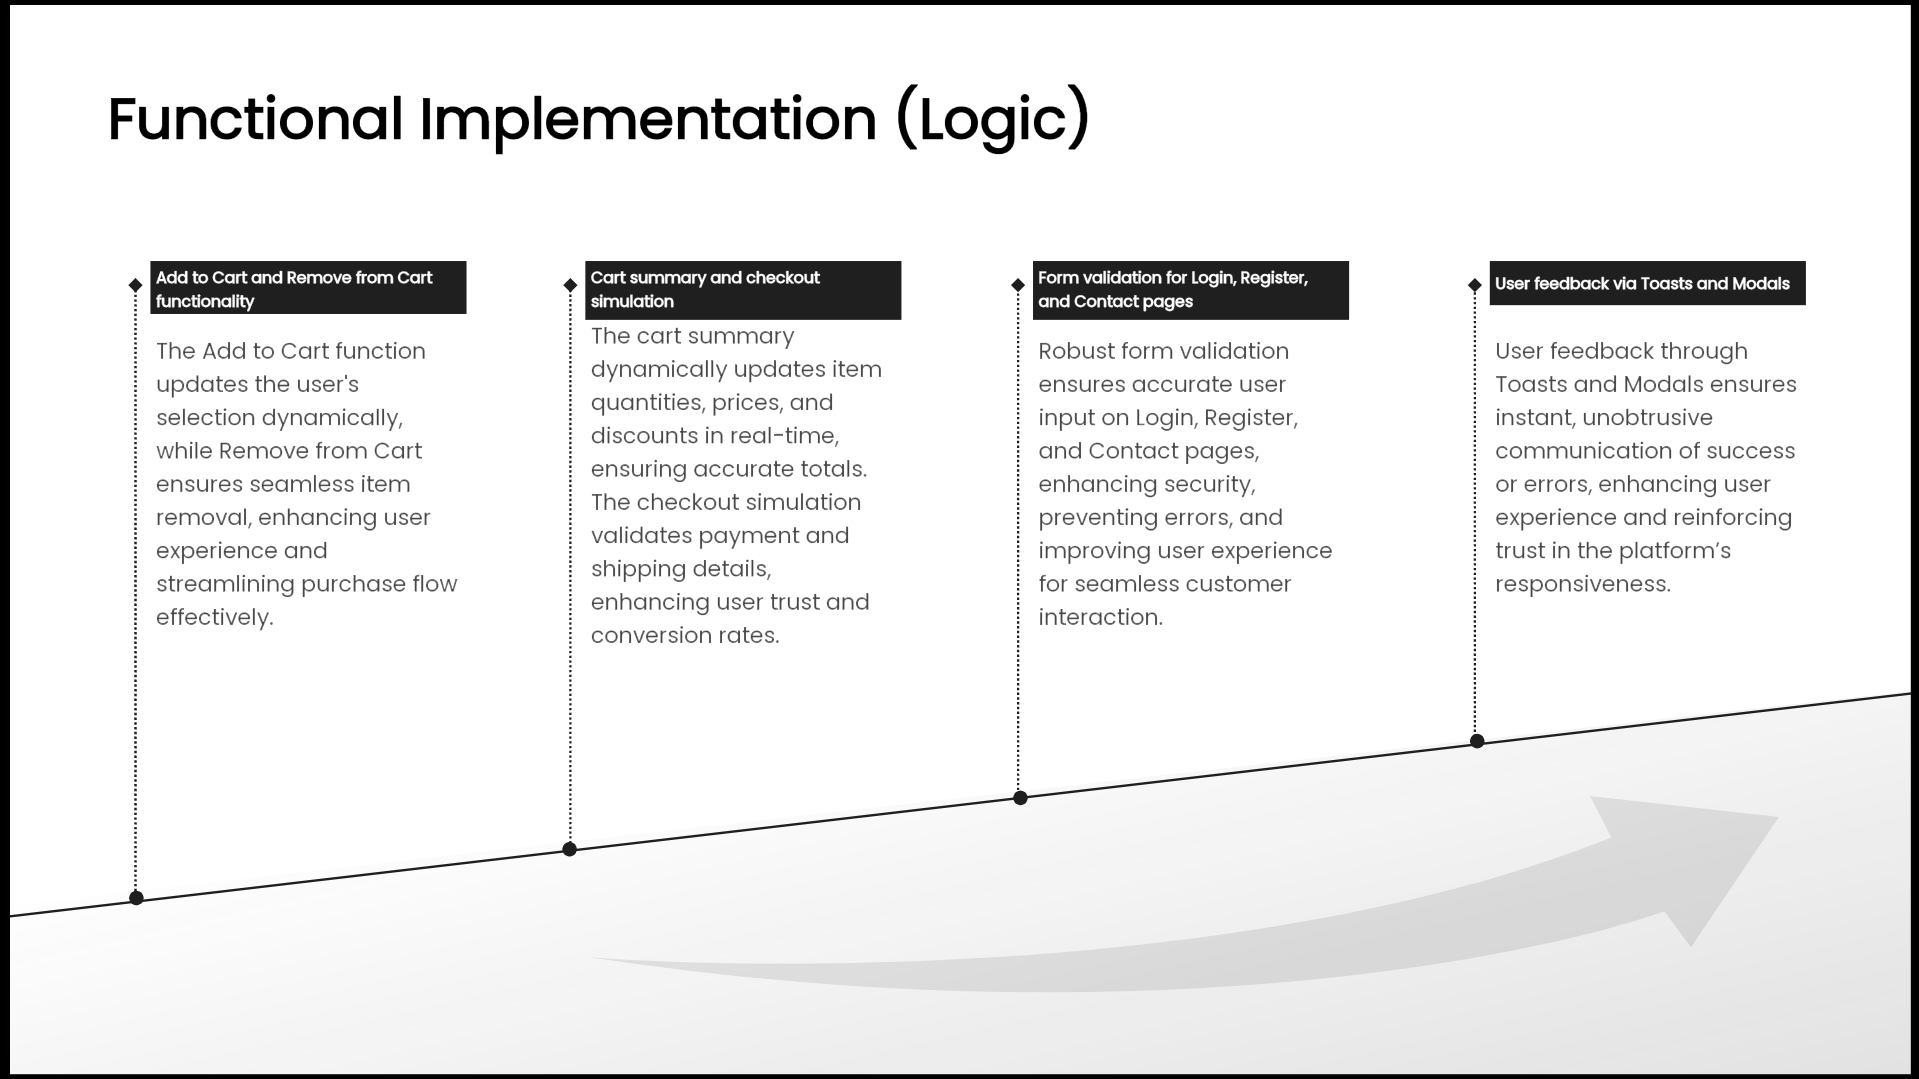 Functional Implementation (Logic)
Add to Cart and Remove from Cart
functionality
The Add to Cart function
updates the user's
selection dynamically,
while Remove from Cart
ensures seamless item
removal, enhancing user
experience and
streamlining purchase flow
effectively.
Cart summary and checkout
simulation
The cart summary
dynamically updates item
quantities, prices, and
discounts in real-time,
ensuring accurate totals.
The checkout simulation
validates payment and
shipping details,
enhancing user trust and
conversion rates.
Form validation for Login, Register,
and Contact pages
Robust form validation
ensures accurate user
input on Login, Register,
and Contact pages,
enhancing security,
preventing errors, and
improving user experience
for seamless customer
interaction.
User feedback via Toasts and Modals
User feedback through
Toasts and Modals ensures
instant, unobtrusive
communication of success
or errors, enhancing user
experience and reinforcing
trust in the platform’s
responsiveness.